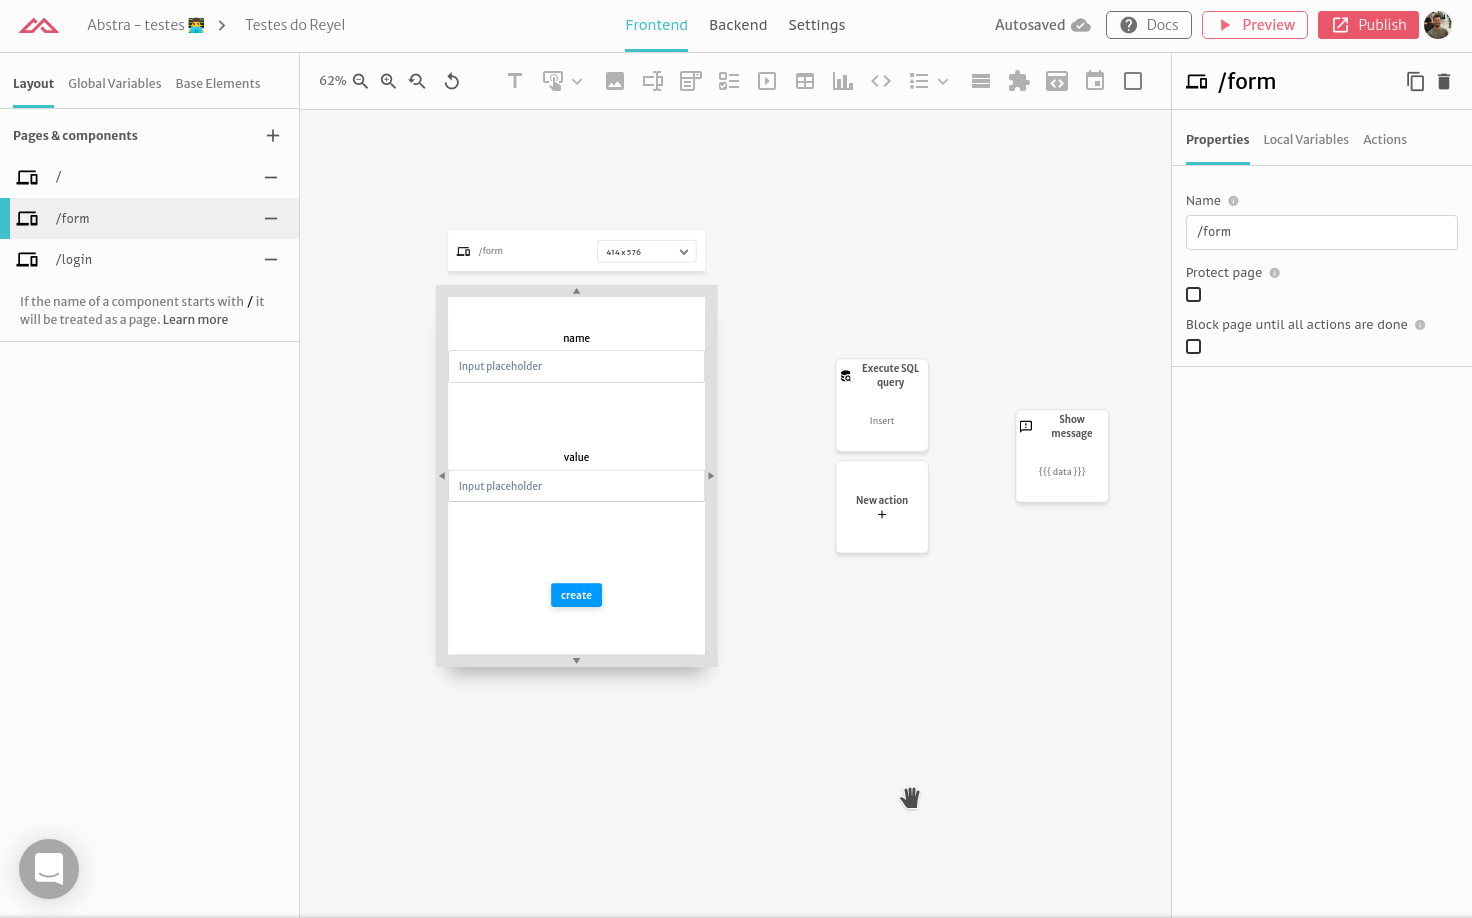 Abstra – testes 👨‍💻 > Testes do Reyel
Frontend Backend Settings
Autosaved Docs Preview Publish
Layout Global Variables Base Elements
62%
/form
Pages & components
/
/form
/login
If the name of a component starts with / it
will be treated as a page. Learn more
/form 414 x 576
name
Input placeholder
value
Input placeholder
create
Execute SQL
query
Insert
New action
+
Show
message
{{{ data }}}
Properties Local Variables Actions
Name
/form
Protect page
Block page until all actions are done